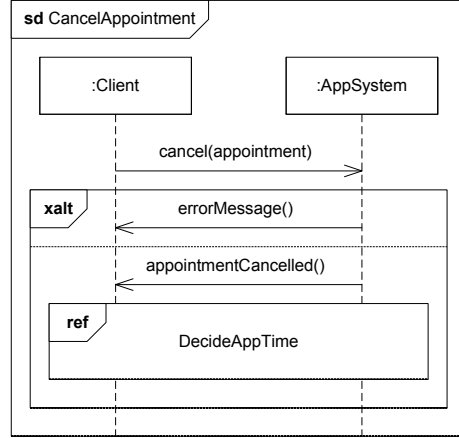 sd CancelAppointment
:Client
:AppSystem
cancel(appointment)
xalt
errorMessage()
appointmentCancelled()
ref
DecideAppTime